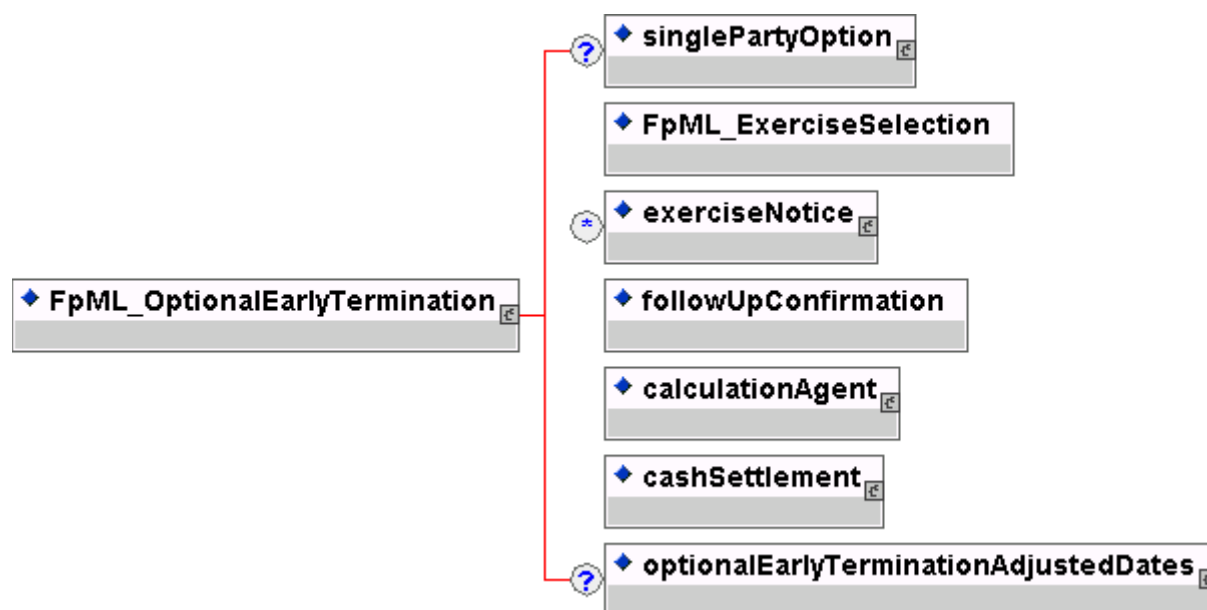 singlePartyOption
?
FpML_ExerciseSelection
exerciseNotice
*
FpML_OptionalEarlyTermination
followUpConfirmation
calculationAgent
cashSettlement
optionalEarlyTerminationAdjustedDates
?